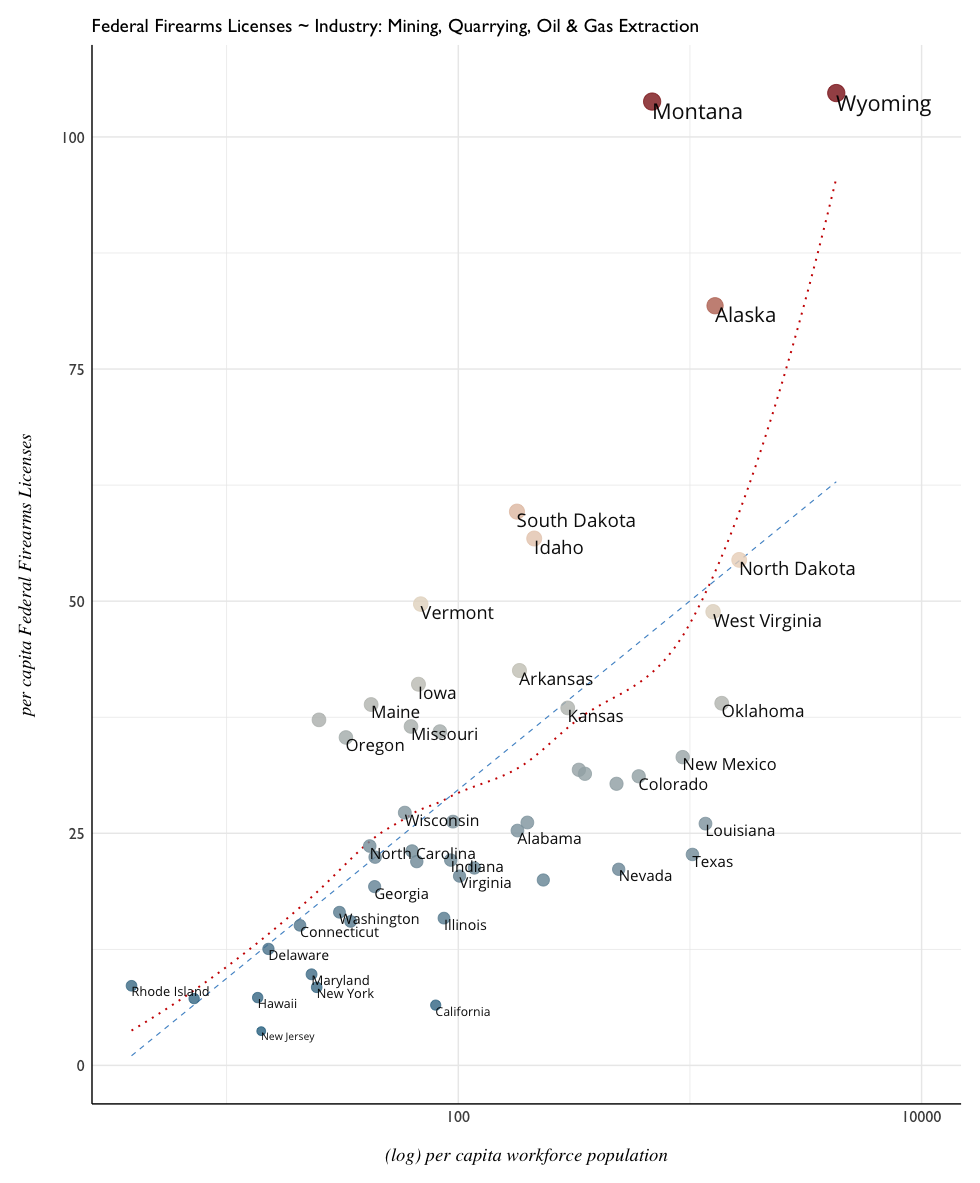 Federal Firearms Licenses ~ Industry: Mining, Quarrying, Oil & Gas Extraction
Wyoming
Montana
100
Alaska
75
South Dakota
Idaho
North Dakota
50
Vermont
West Virginia
per capita Federal Firearms Licenses
Arkansas
Iowa
Maine
Oklahoma
Kansas
Missouri
Oregon
New Mexico
Colorado
Wisconsin
25
Louisiana
Alabama
North Carolina
Texas
Indiana
Nevada
Virginia
Georgia
Washington
Illinois
Connecticut
Delaware
Maryland
Rhode Island
New York
Hawaii
California
New Jersey
0
100
10000
(log) per capita workforce population